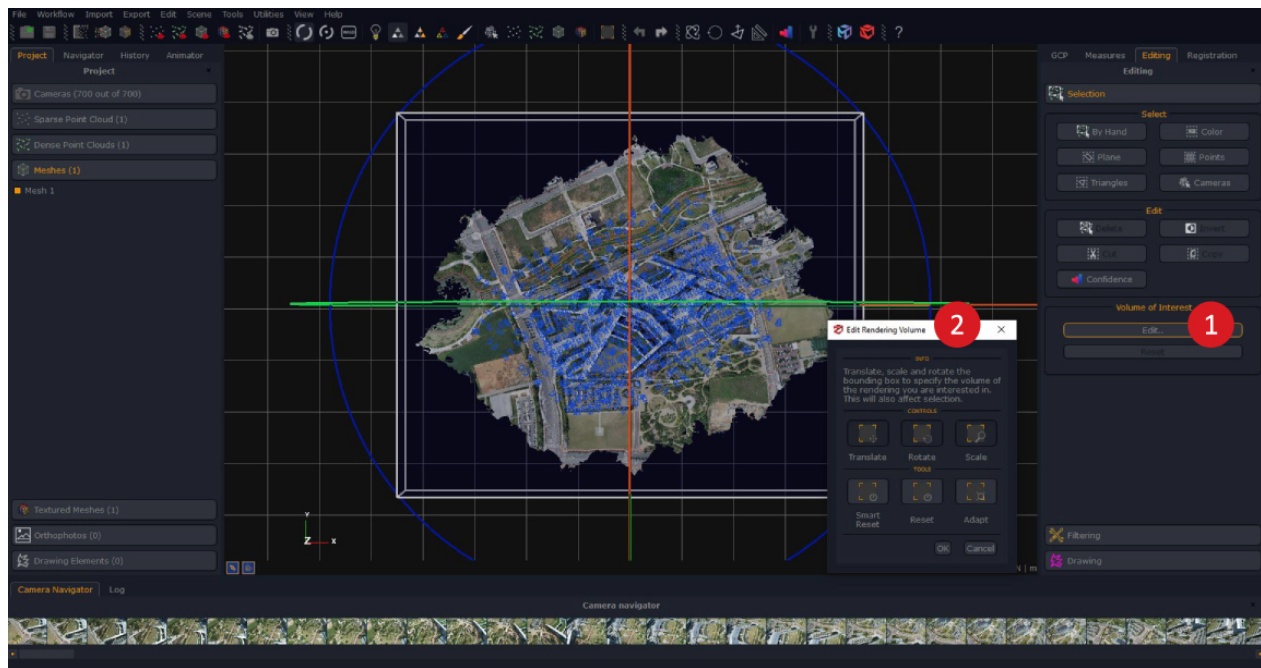 File Workflow Import Export Edit Scene Tools Utilities View Help
?
Project Navigator History Animator
Project
Cameras (700 out of 700)
Sparse Point Cloud (1)
Dense Point Clouds (1)
Meshes (1)
Mesh 1
Textured Meshes (1)
Orthophotos (0)
Drawing Elements (0)
Y
Z X
N | m
GCP Measures Editing Registration
Editing
Selection
Select
By Hand Color
Plane Points
Triangles Cameras
Edit
Delete Invert
Cut Copy
Confidence
Volume of Interest
1
Edit..
Reset
Filtering
Drawing
Edit Rendering Volume
2
INFO
Translate, scale and rotate the
bounding box to specify the volume of
the rendering you are interested in.
This will also affect selection.
CONTROLS
Translate Rotate Scale
TOOLS
Smart
Reset Reset Adapt
OK Cancel
Camera Navigator Log
Camera navigator